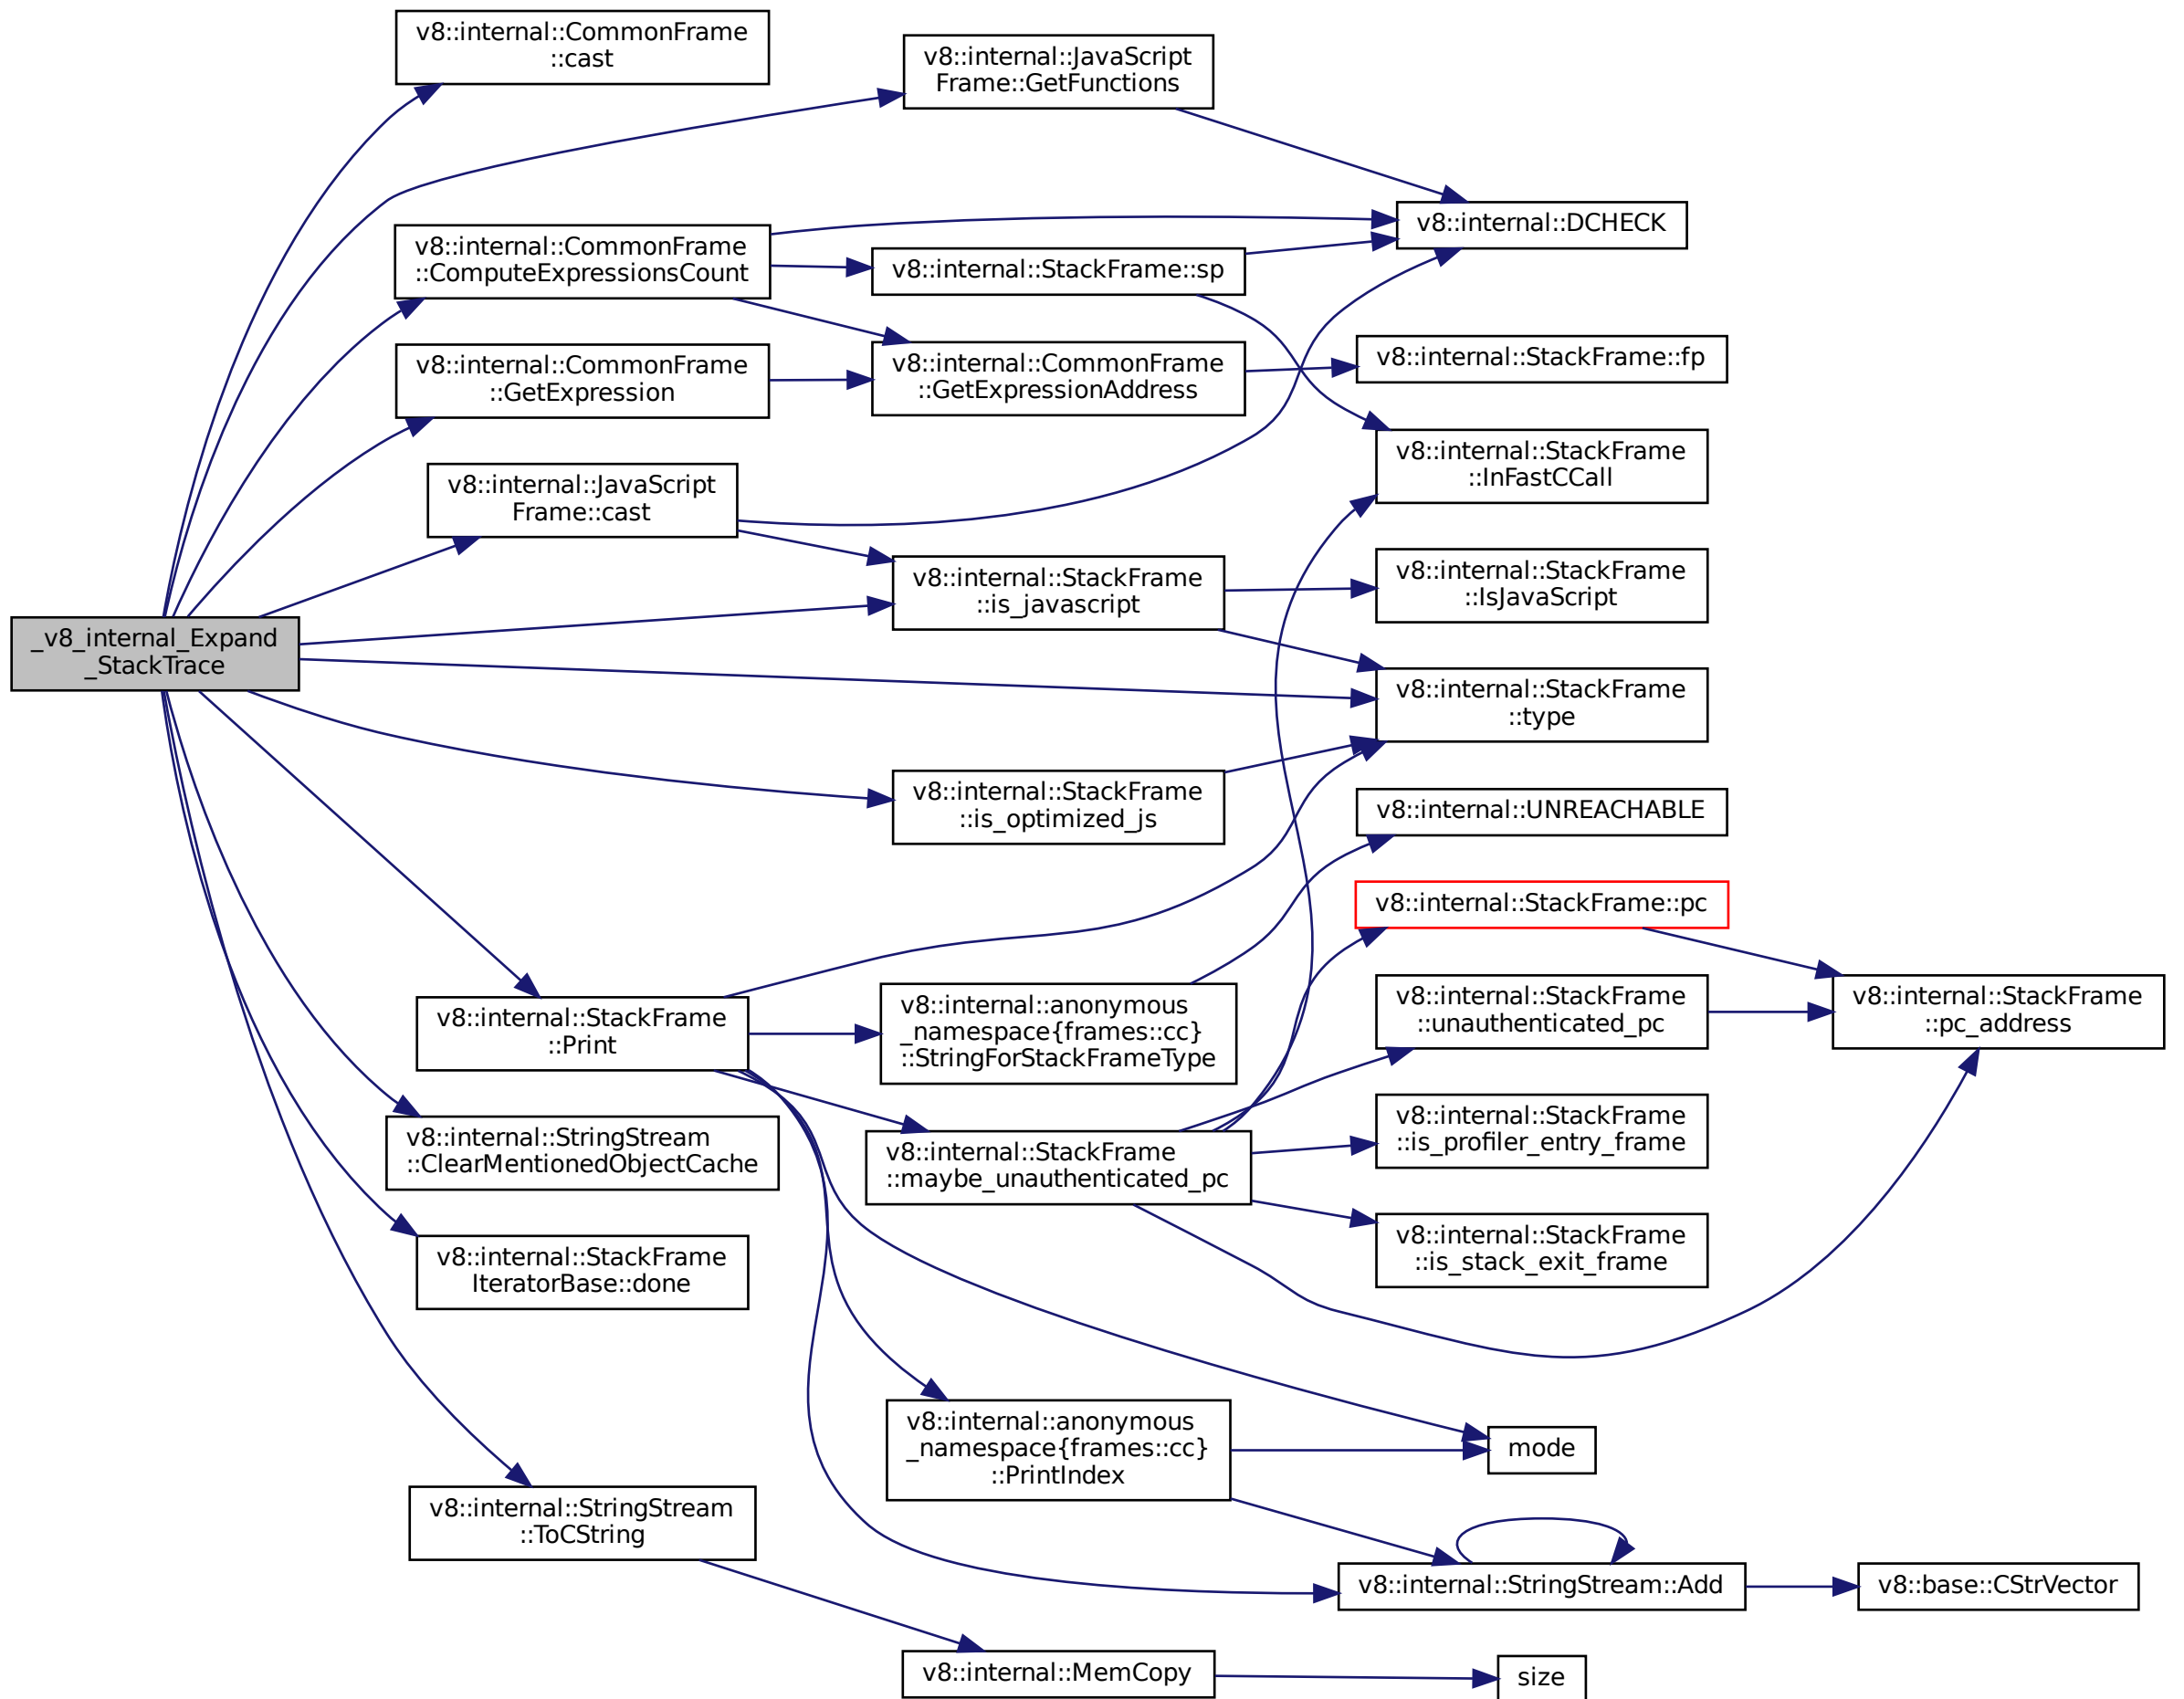 v8::internal::CommonFrame
::cast
v8::internal::JavaScript
Frame::GetFunctions
v8::internal::DCHECK
v8::internal::CommonFrame
::ComputeExpressionsCount
v8::internal::StackFrame::sp
v8::internal::CommonFrame
::GetExpression
v8::internal::CommonFrame
::GetExpressionAddress
v8::internal::StackFrame::fp
v8::internal::StackFrame
::InFastCCall
v8::internal::JavaScript
Frame::cast
v8::internal::StackFrame
::is_javascript
v8::internal::StackFrame
::IsJavaScript
_v8_internal_Expand
_StackTrace
v8::internal::StackFrame
::type
v8::internal::StackFrame
::is_optimized_js
v8::internal::UNREACHABLE
v8::internal::StackFrame::pc
v8::internal::StackFrame
::Print
v8::internal::anonymous
_namespace{frames::cc}
::StringForStackFrameType
v8::internal::StackFrame
::unauthenticated_pc
v8::internal::StackFrame
::pc_address
v8::internal::StringStream
::ClearMentionedObjectCache
v8::internal::StackFrame
::maybe_unauthenticated_pc
v8::internal::StackFrame
::is_profiler_entry_frame
v8::internal::StackFrame
IteratorBase::done
v8::internal::StackFrame
::is_stack_exit_frame
v8::internal::anonymous
_namespace{frames::cc}
::PrintIndex
mode
v8::internal::StringStream
::ToCString
v8::internal::StringStream::Add
v8::base::CStrVector
v8::internal::MemCopy
size